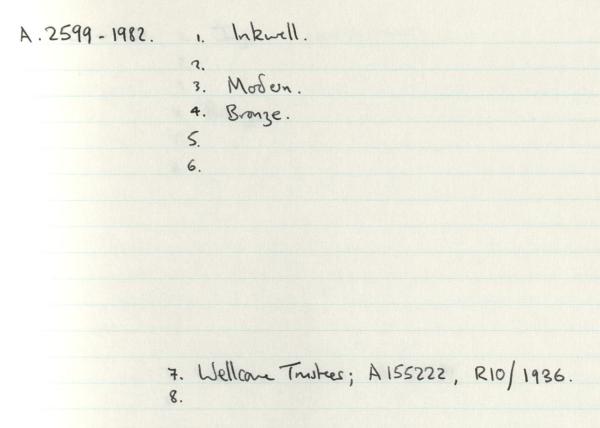 A.2599-1982. 1. Inkwell.
2.
3. Modern.
4. Bronze.
5.
6.
7. Wellcome Trustees; A155222, R10/1936.
8.